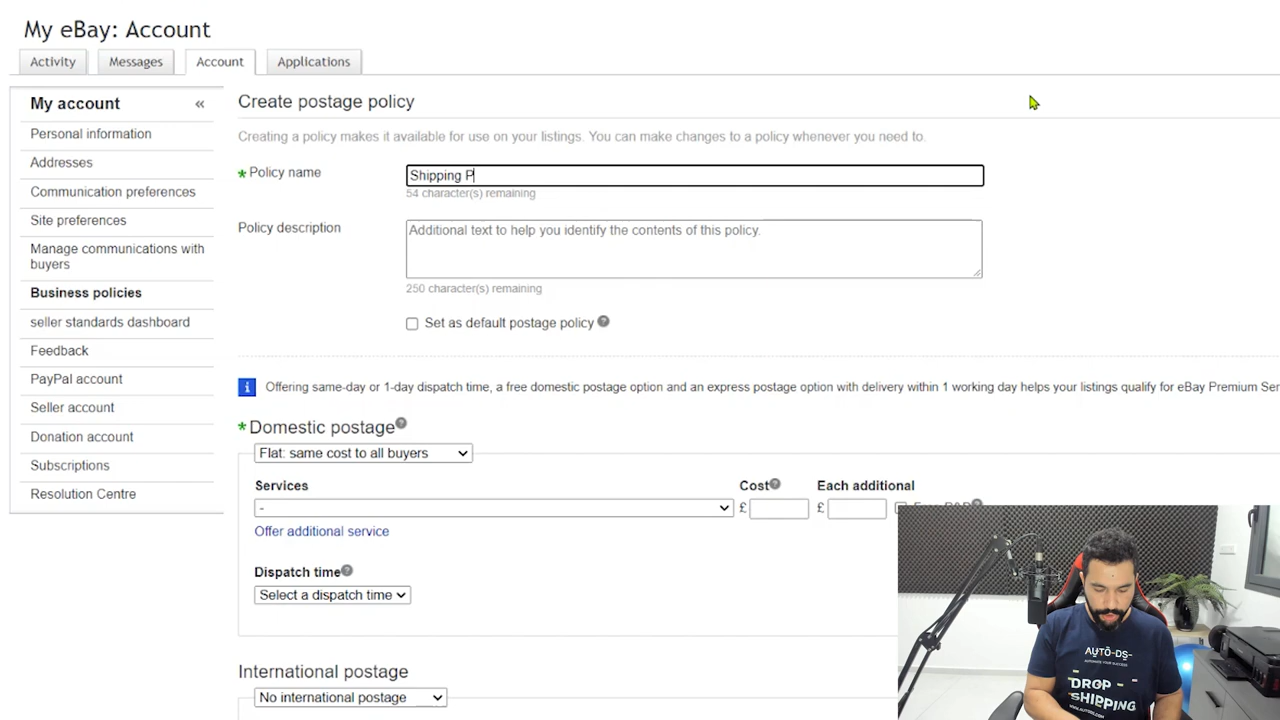 My eBay: Account
Activity
Messages
Account
Applications
My account
«
Personal information
Addresses
Communication preferences
Site preferences
Manage communications with
buyers
Business policies
seller standards dashboard
Feedback
PayPal account
Seller account
Donation account
Subscriptions
Resolution Centre
Create postage policy
Creating a policy makes it available for use on your listings. You can make changes to a policy whenever you need to.
* Policy name
Shipping P
54 character(s) remaining
Policy description
Additional text to help you identify the contents of this policy.
250 character(s) remaining
Set as default postage policy ?
i Offering same-day or 1-day dispatch time, a free domestic postage option and an express postage option with delivery within 1 working day helps your listings qualify for eBay Premium Ser
* Domestic postage ?
Flat: same cost to all buyers
Services Cost ? Each additional
- £ £
Offer additional service
Dispatch time ?
Select a dispatch time
International postage
No international postage
AUTO-DS-
AUTOMATE YOUR SUCCESS
DROP
SHIPPING
WWW.AUTODS.COM